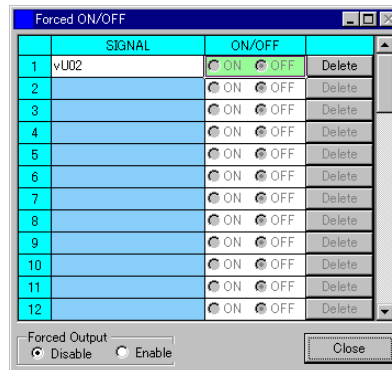 Forced ON/OFF
SIGNAL ON/OFF
1 vU02 ON OFF Delete
2 ON OFF Delete
3 ON OFF Delete
4 ON OFF Delete
5 ON OFF Delete
6 ON OFF Delete
7 ON OFF Delete
8 ON OFF Delete
9 ON OFF Delete
10 ON OFF Delete
11 ON OFF Delete
12 ON OFF Delete
Forced Output
Disable Enable Close